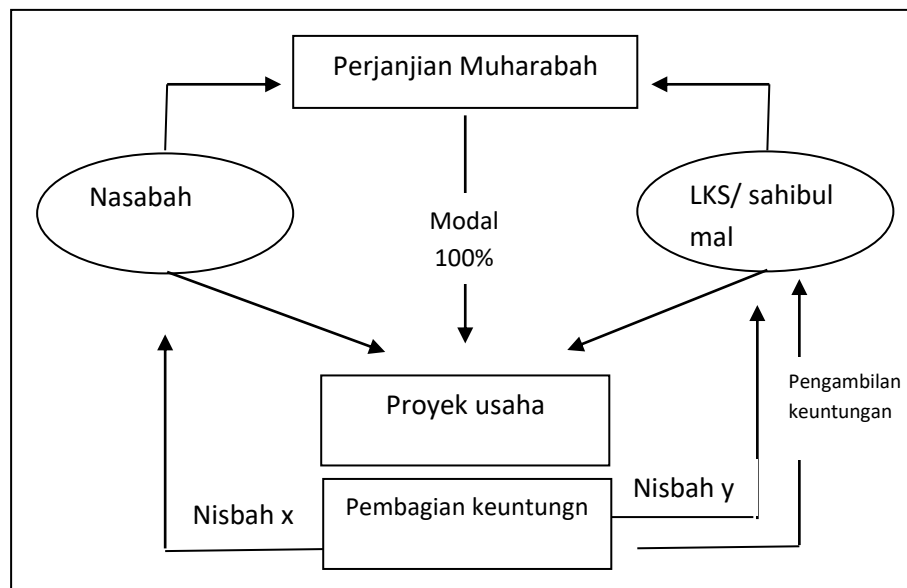 Perjanjian Muharabah
Nasabah
LKS/ sahibul
mal
Modal
100%
Pengambilan
keuntungan
Proyek usaha
Nisbah x
Pembagian keuntungn
Nisbah y